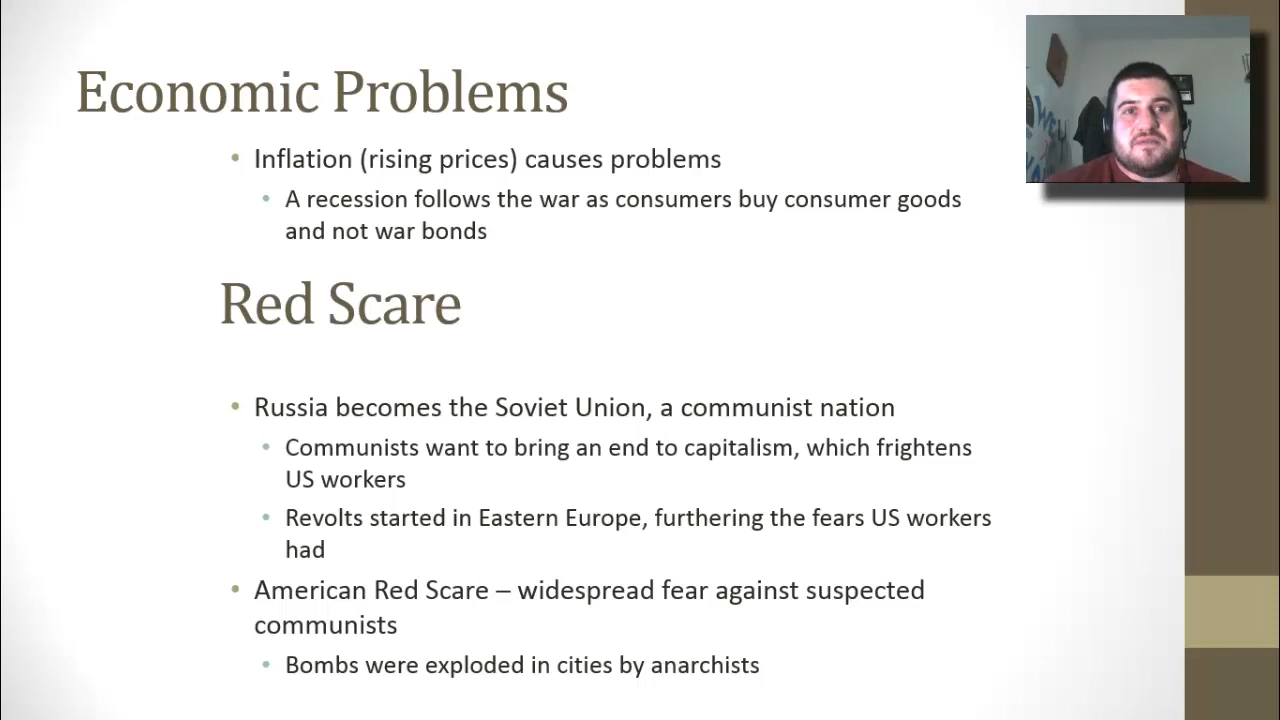 Economic Problems
• Inflation (rising prices) causes problems
• A recession follows the war as consumers buy consumer goods
and not war bonds
Red Scare
• Russia becomes the Soviet Union, a communist nation
• Communists want to bring an end to capitalism, which frightens
US workers
• Revolts started in Eastern Europe, furthering the fears US workers
had
• American Red Scare – widespread fear against suspected
communists
• Bombs were exploded in cities by anarchists